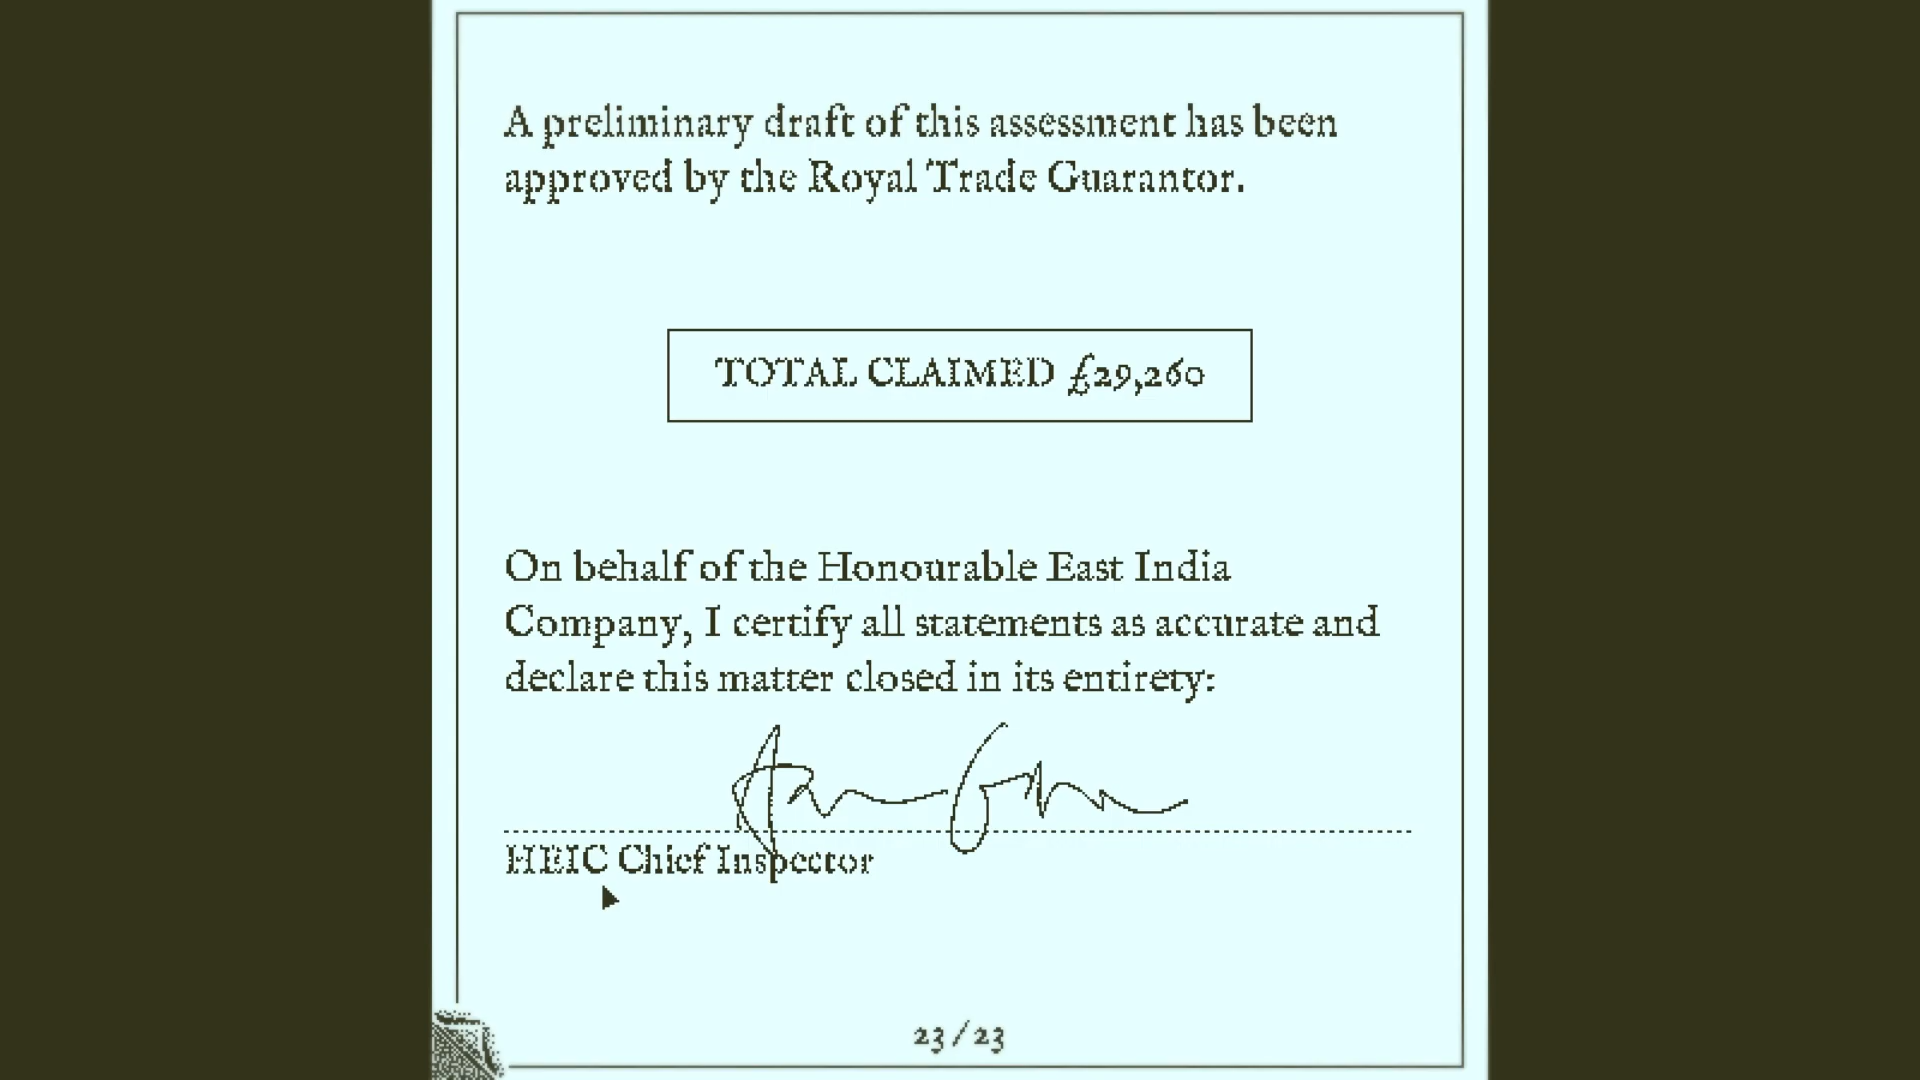 A preliminary draft of this assessment has been
approved by the Royal Trade Guarantor.
TOTAL CLAIMED £29,260
On behalf of the Honourable East India
Company, I certify all statements as accurate and
declare this matter closed in its entirety:
HEIC Chief Inspector
23/23